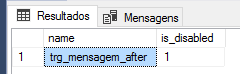 Resultados Mensagens
name is_disabled
1 trg_mensagem_after 1